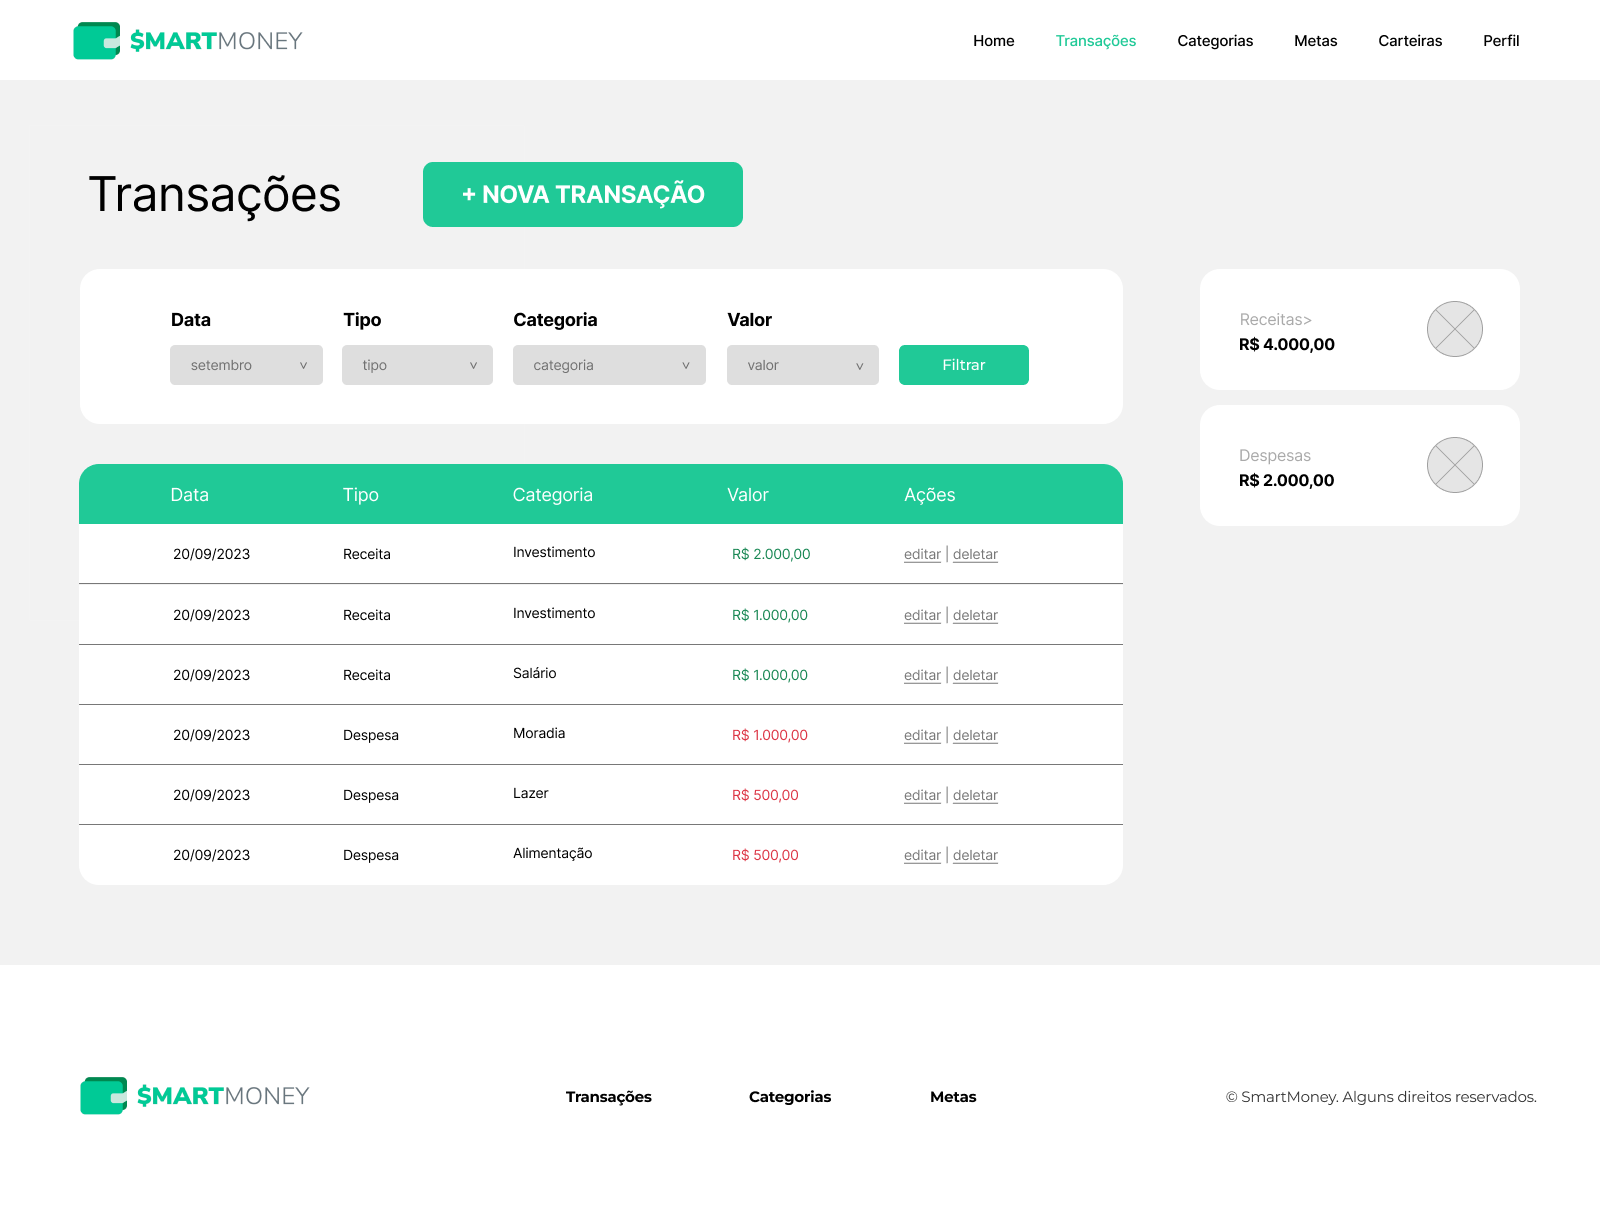 $MARTMONEY
Home Transações Categorias Metas Carteiras Perfil
Transações
+ NOVA TRANSAÇÃO
Data Tipo Categoria Valor
setembro v tipo v categoria v valor v Filtrar
Receitas>
R$ 4.000,00
Despesas
R$ 2.000,00
Data Tipo Categoria Valor Ações
20/09/2023 Receita Investimento R$ 2.000,00 editar | deletar
20/09/2023 Receita Investimento R$ 1.000,00 editar | deletar
20/09/2023 Receita Salário R$ 1.000,00 editar | deletar
20/09/2023 Despesa Moradia R$ 1.000,00 editar | deletar
20/09/2023 Despesa Lazer R$ 500,00 editar | deletar
20/09/2023 Despesa Alimentação R$ 500,00 editar | deletar
$MARTMONEY
Transações Categorias Metas
© SmartMoney. Alguns direitos reservados.